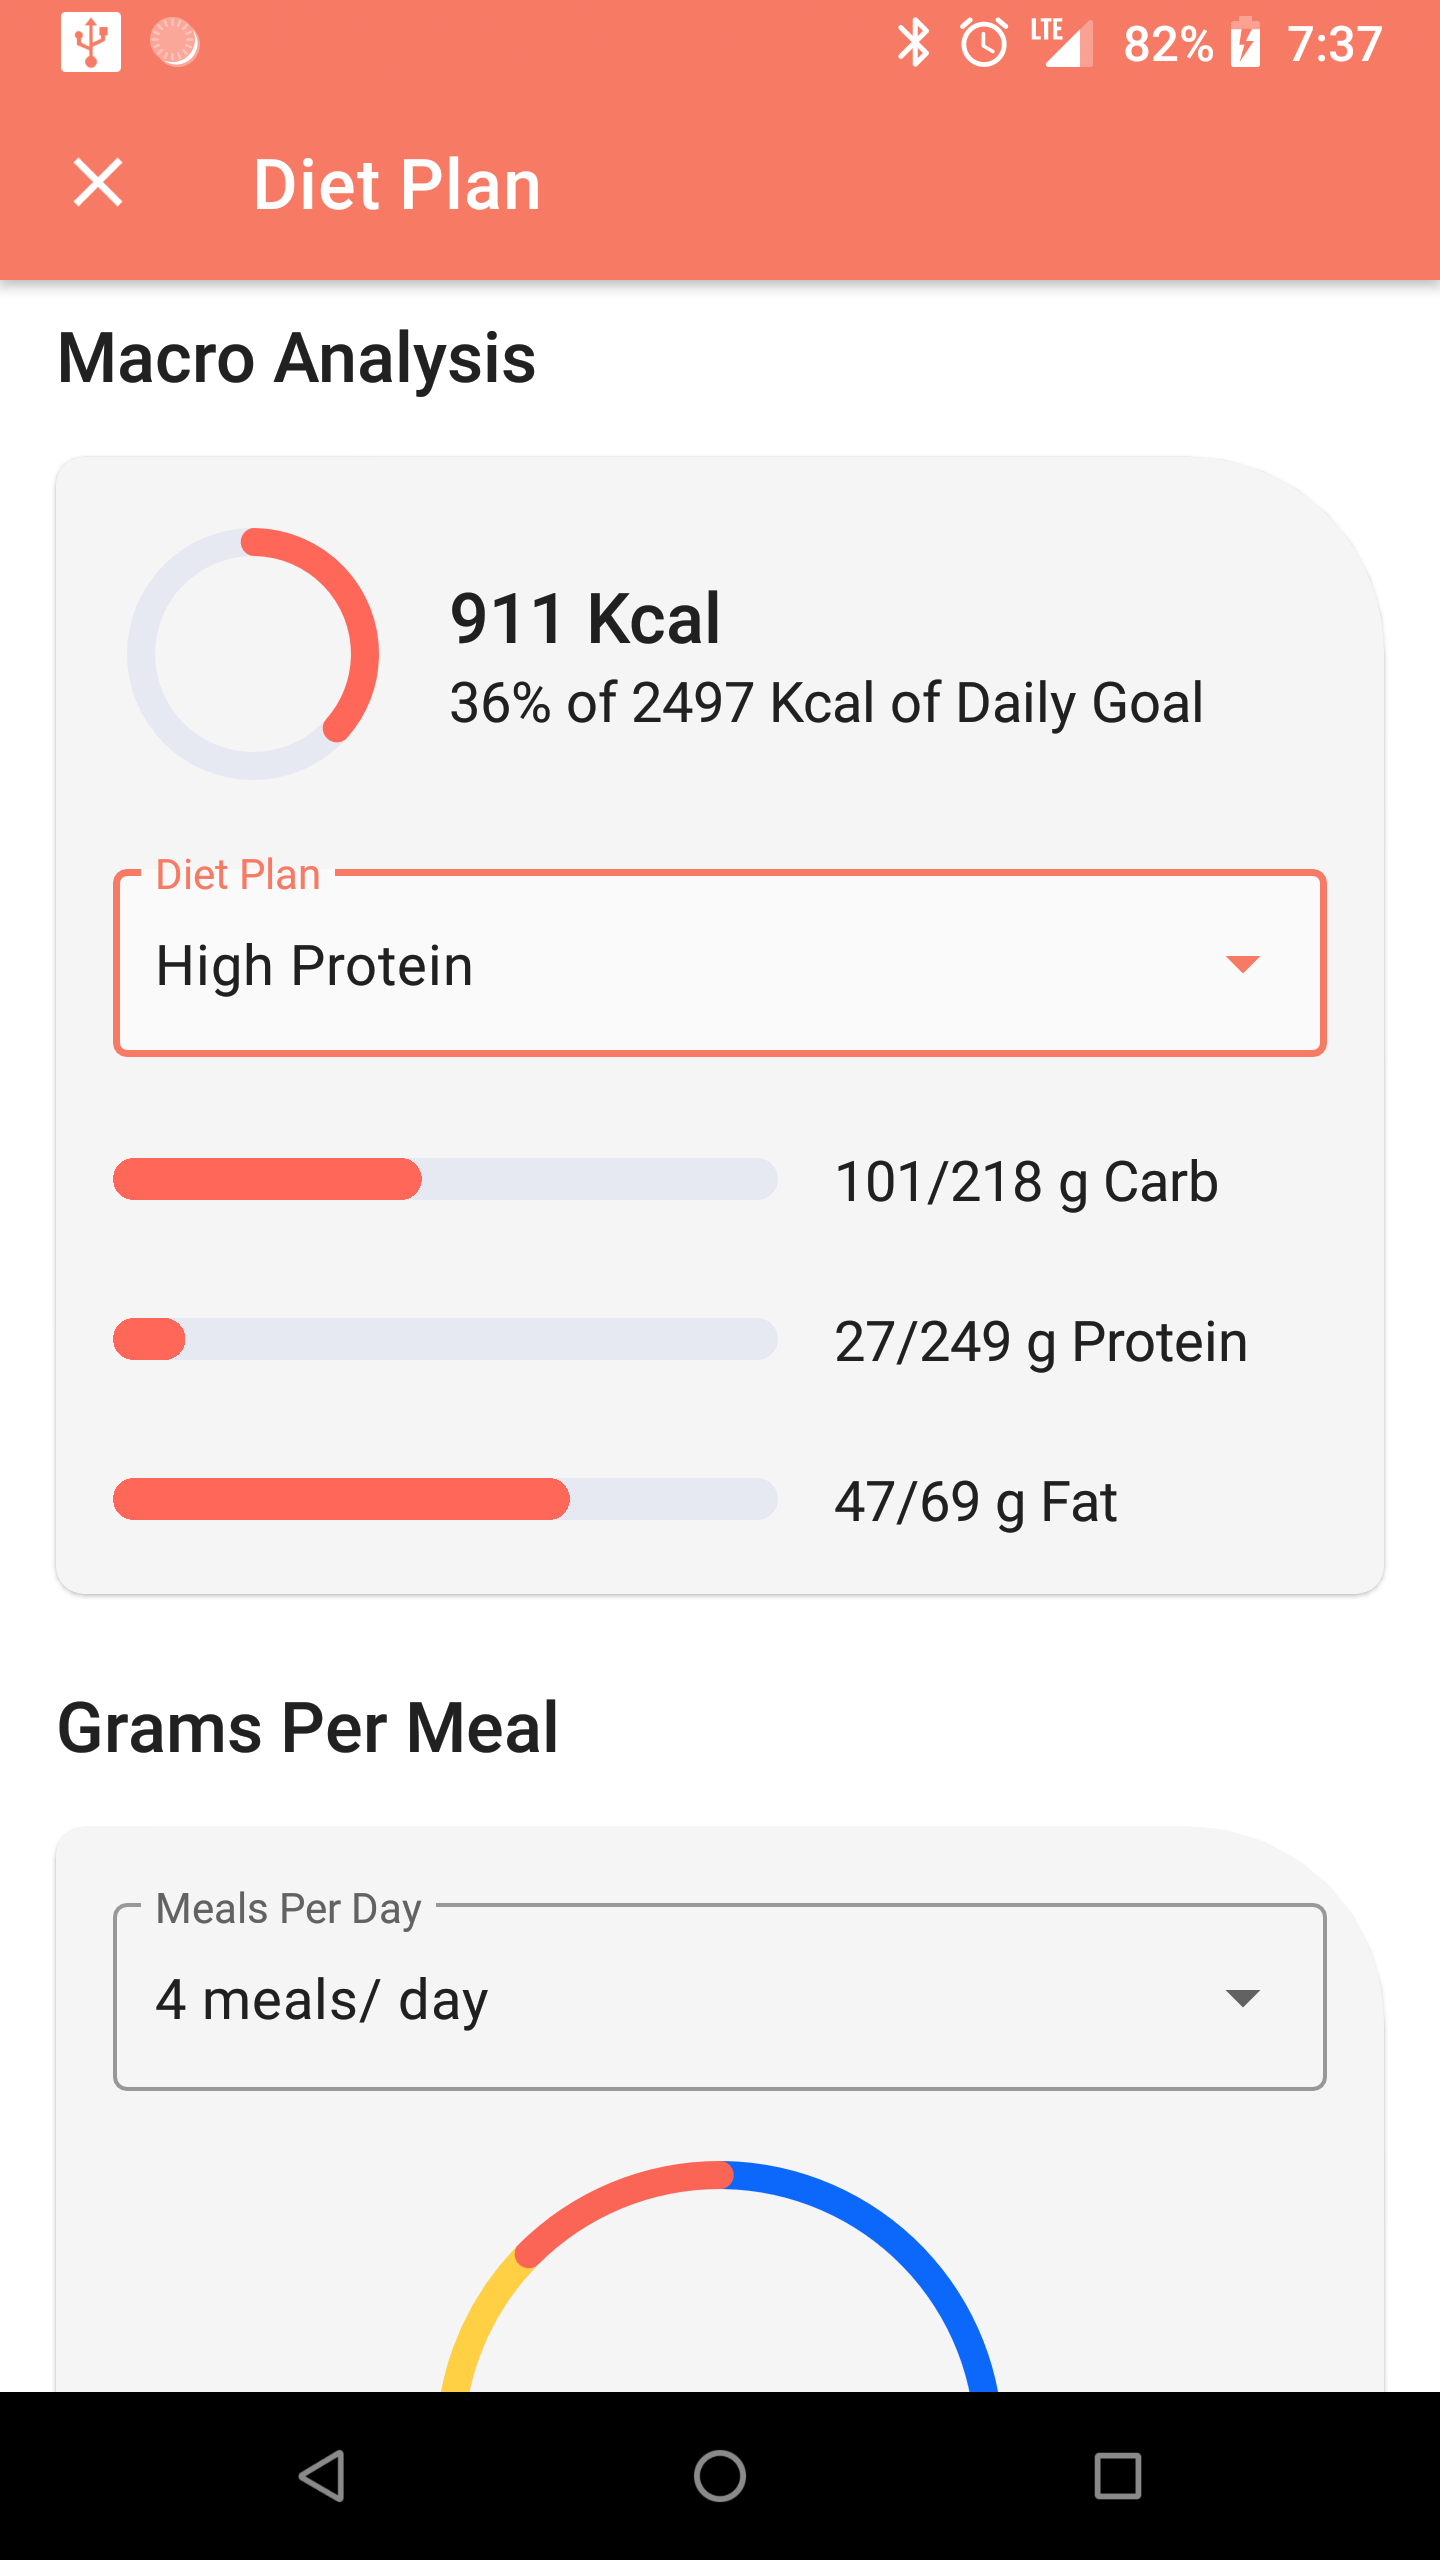 LTE 82% 7:37
Diet Plan
Macro Analysis
911 Kcal
36% of 2497 Kcal of Daily Goal
Diet Plan
High Protein
101/218 g Carb
27/249 g Protein
47/69 g Fat
Grams Per Meal
Meals Per Day
4 meals/ day